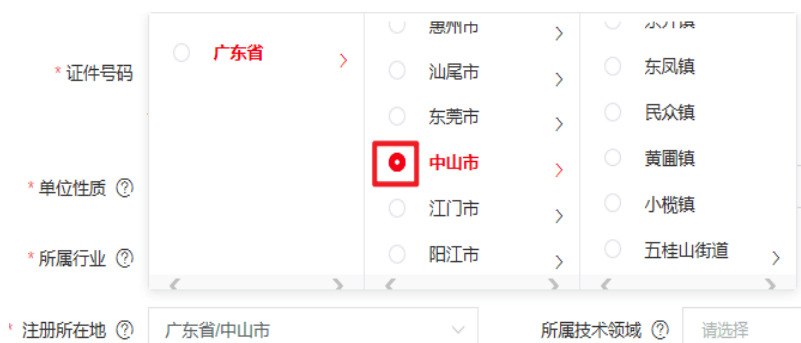 惠州市
广东省
汕尾市
东凤镇
* 证件号码
东莞市
民众镇
中山市
黄圃镇
* 单位性质 ?
江门市
小榄镇
* 所属行业 ?
阳江市
五桂山街道
* 注册所在地 ?
广东省/中山市
所属技术领域 ?
请选择